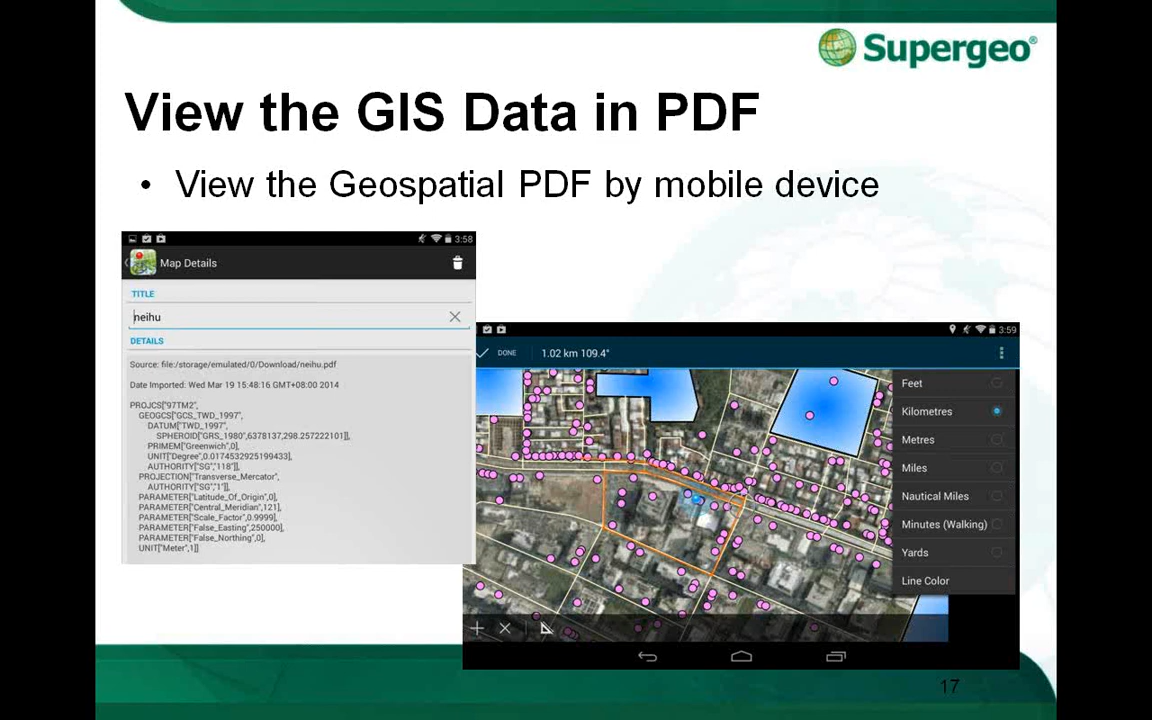 Supergeo®
View the GIS Data in PDF
• View the Geospatial PDF by mobile device
3:58
Map Details
TITLE
neihu
DETAILS
Source: file:/storage/emulated/0/Download/neihu.pdf
Date Imported: Wed Mar 19 15:48:16 GMT+08:00 2014
PROJCS["97TM2",
GEOGCS["GCS_TWD_1997",
DATUM["TWD_1997",
SPHEROID["GRS_1980",6378137,298.257222101]],
PRIMEM["Greenwich",0],
UNIT["Degree",0.0174532925199433],
AUTHORITY["SG","118"]],
PROJECTION["Transverse_Mercator",
AUTHORITY["SG","1"]],
PARAMETER["Latitude_Of_Origin",0],
PARAMETER["Central_Meridian",121],
PARAMETER["Scale_Factor",0.9999],
PARAMETER["False_Easting",250000],
PARAMETER["False_Northing",0],
UNIT["Meter",1]]
3:59
DONE
1.02 km 109.4°
Feet
Kilometres
Metres
Miles
Nautical Miles
Minutes (Walking)
Yards
Line Color
17